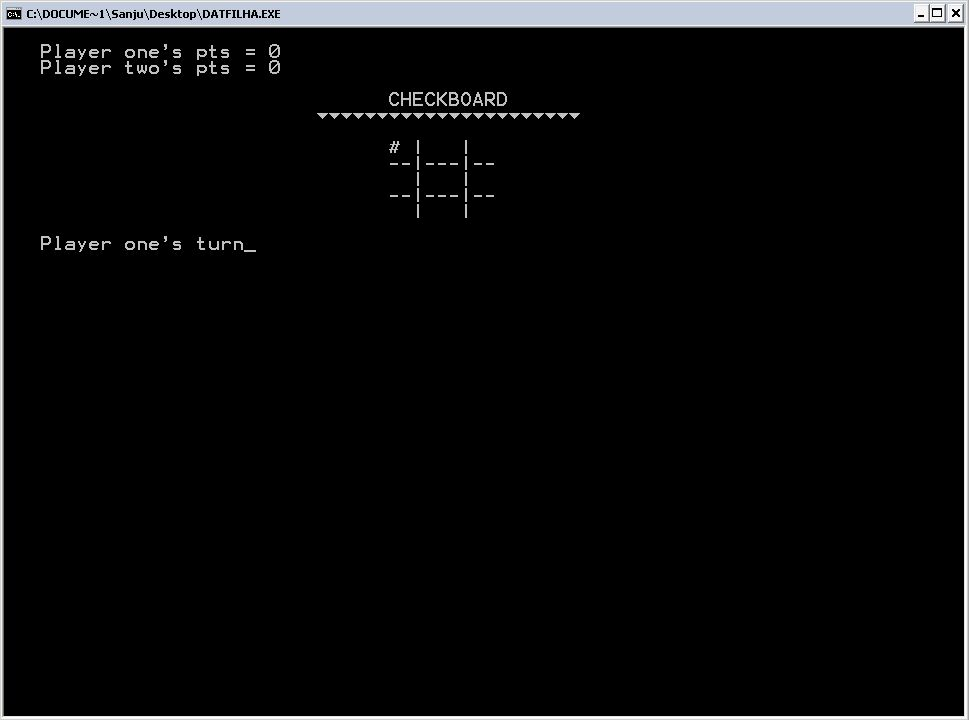 C:\DOCUME~1\Sanju\Desktop\DATFILHA.EXE
Player one's pts = 0
Player two's pts = 0
CHECKBOARD
▼▼▼▼▼▼▼▼▼▼▼▼▼▼▼▼▼▼▼▼▼▼
# |   |
--|---|--
  |   |
--|---|--
  |   |
Player one's turn_